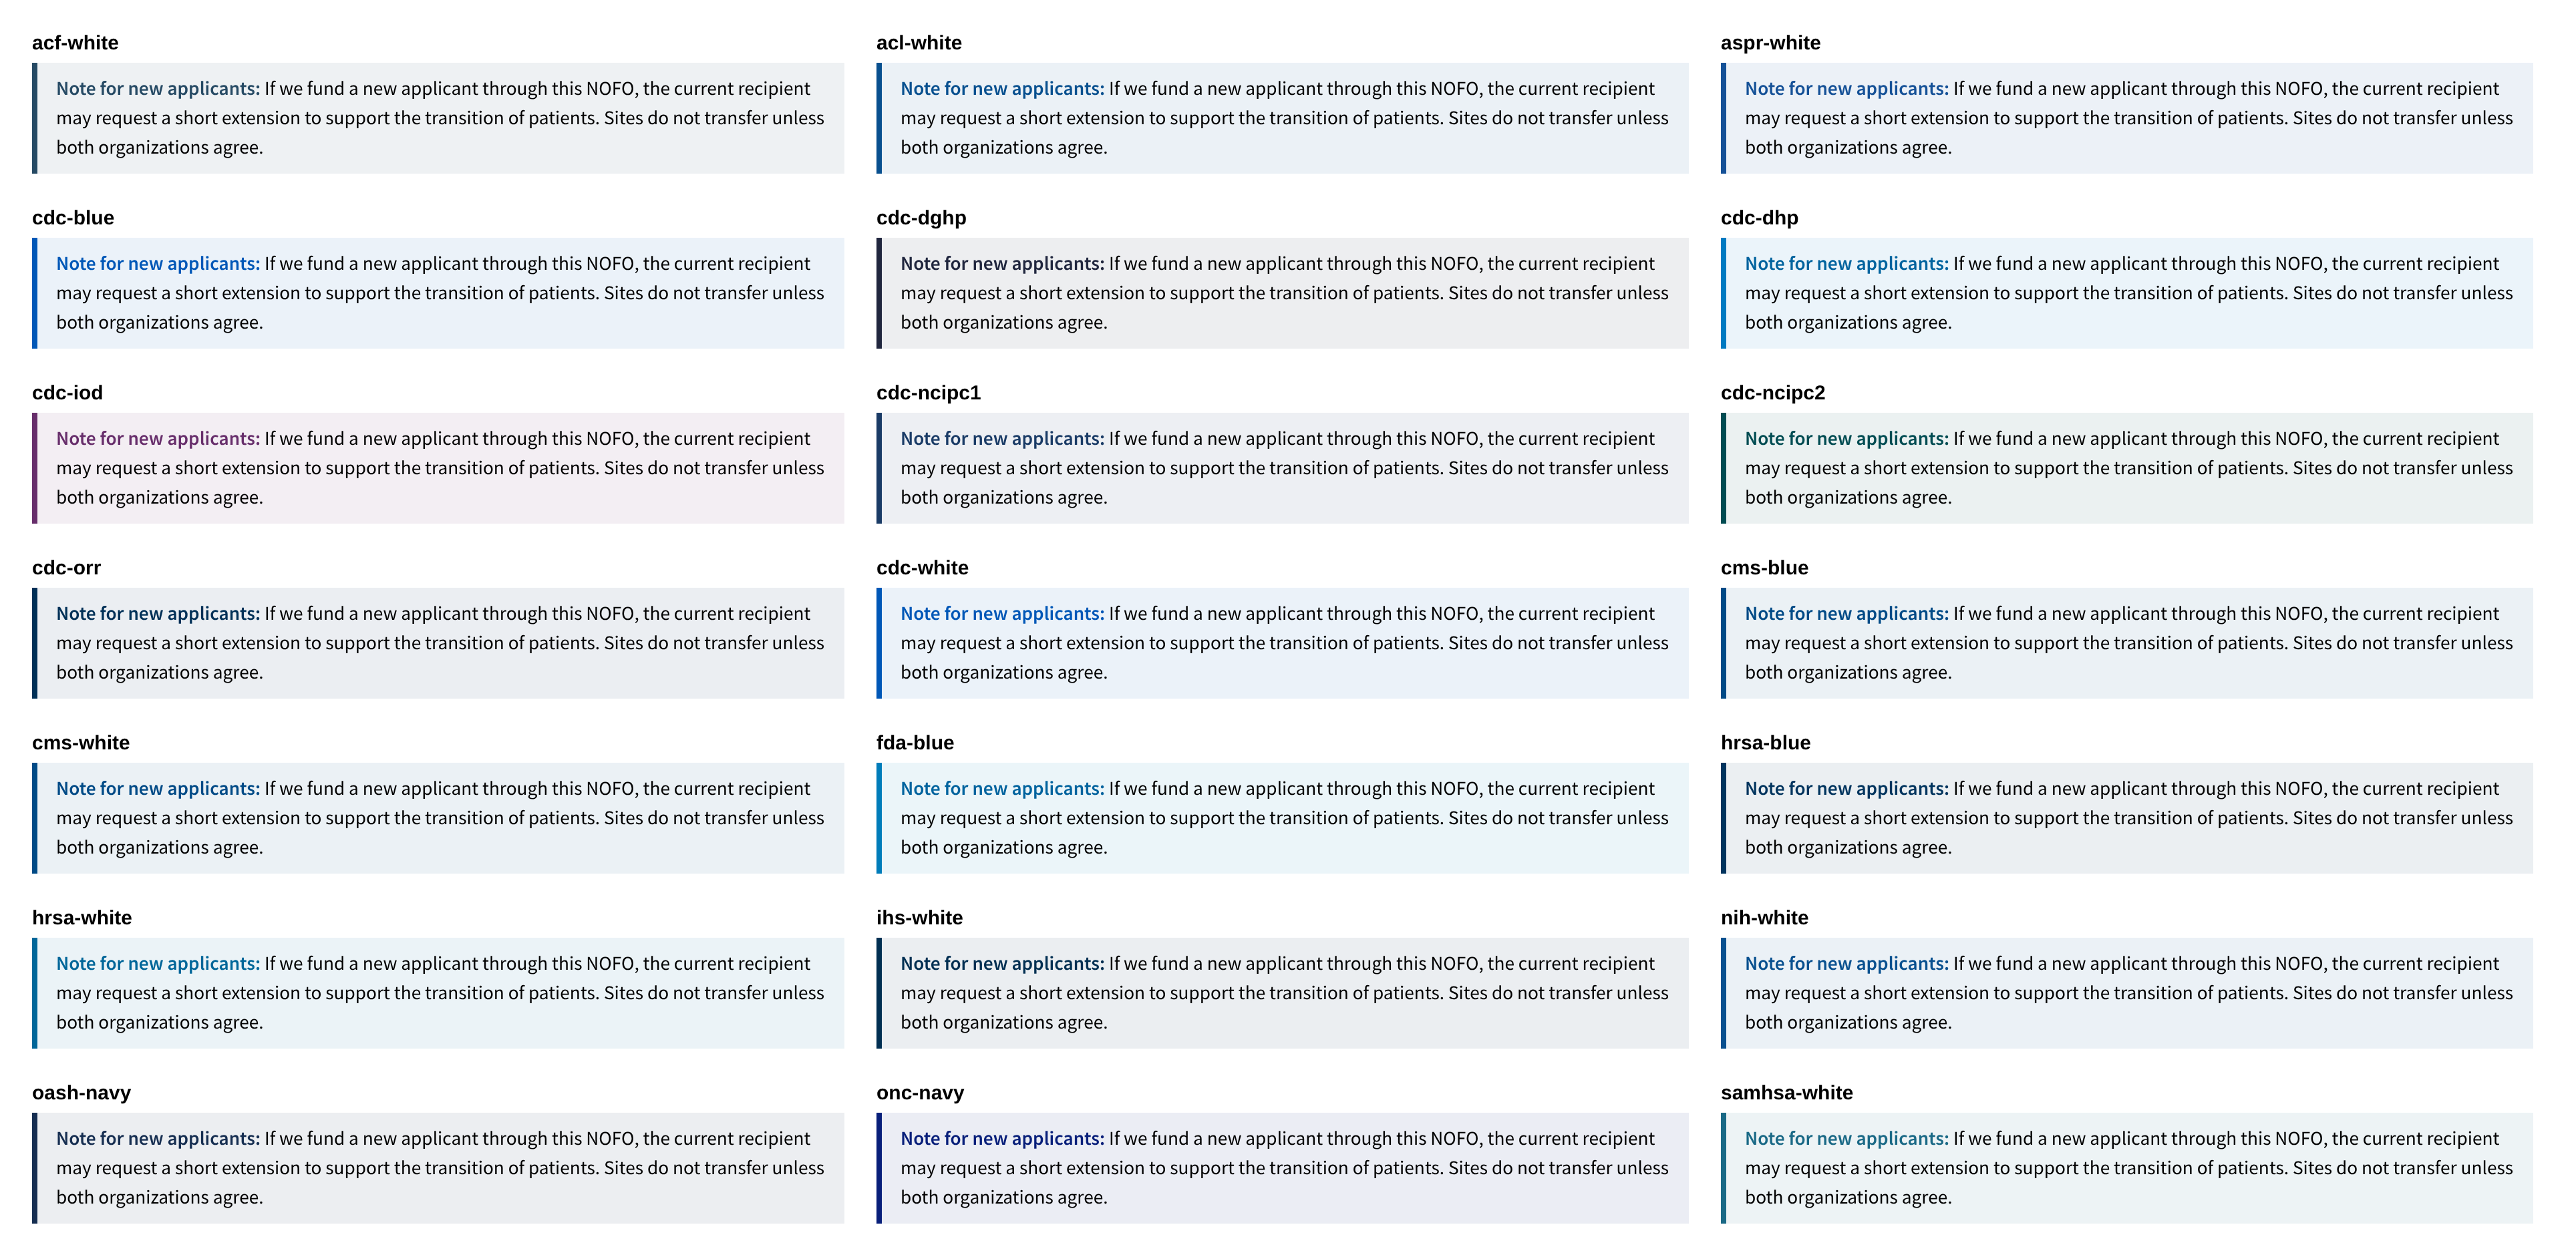 acf-white
Note for new applicants: If we fund a new applicant through this NOFO, the current recipient
may request a short extension to support the transition of patients. Sites do not transfer unless
both organizations agree.
acl-white
Note for new applicants: If we fund a new applicant through this NOFO, the current recipient
may request a short extension to support the transition of patients. Sites do not transfer unless
both organizations agree.
aspr-white
Note for new applicants: If we fund a new applicant through this NOFO, the current recipient
may request a short extension to support the transition of patients. Sites do not transfer unless
both organizations agree.
cdc-blue
Note for new applicants: If we fund a new applicant through this NOFO, the current recipient
may request a short extension to support the transition of patients. Sites do not transfer unless
both organizations agree.
cdc-dghp
Note for new applicants: If we fund a new applicant through this NOFO, the current recipient
may request a short extension to support the transition of patients. Sites do not transfer unless
both organizations agree.
cdc-dhp
Note for new applicants: If we fund a new applicant through this NOFO, the current recipient
may request a short extension to support the transition of patients. Sites do not transfer unless
both organizations agree.
cdc-iod
Note for new applicants: If we fund a new applicant through this NOFO, the current recipient
may request a short extension to support the transition of patients. Sites do not transfer unless
both organizations agree.
cdc-ncipc1
Note for new applicants: If we fund a new applicant through this NOFO, the current recipient
may request a short extension to support the transition of patients. Sites do not transfer unless
both organizations agree.
cdc-ncipc2
Note for new applicants: If we fund a new applicant through this NOFO, the current recipient
may request a short extension to support the transition of patients. Sites do not transfer unless
both organizations agree.
cdc-orr
Note for new applicants: If we fund a new applicant through this NOFO, the current recipient
may request a short extension to support the transition of patients. Sites do not transfer unless
both organizations agree.
cdc-white
Note for new applicants: If we fund a new applicant through this NOFO, the current recipient
may request a short extension to support the transition of patients. Sites do not transfer unless
both organizations agree.
cms-blue
Note for new applicants: If we fund a new applicant through this NOFO, the current recipient
may request a short extension to support the transition of patients. Sites do not transfer unless
both organizations agree.
cms-white
Note for new applicants: If we fund a new applicant through this NOFO, the current recipient
may request a short extension to support the transition of patients. Sites do not transfer unless
both organizations agree.
fda-blue
Note for new applicants: If we fund a new applicant through this NOFO, the current recipient
may request a short extension to support the transition of patients. Sites do not transfer unless
both organizations agree.
hrsa-blue
Note for new applicants: If we fund a new applicant through this NOFO, the current recipient
may request a short extension to support the transition of patients. Sites do not transfer unless
both organizations agree.
hrsa-white
Note for new applicants: If we fund a new applicant through this NOFO, the current recipient
may request a short extension to support the transition of patients. Sites do not transfer unless
both organizations agree.
ihs-white
Note for new applicants: If we fund a new applicant through this NOFO, the current recipient
may request a short extension to support the transition of patients. Sites do not transfer unless
both organizations agree.
nih-white
Note for new applicants: If we fund a new applicant through this NOFO, the current recipient
may request a short extension to support the transition of patients. Sites do not transfer unless
both organizations agree.
oash-navy
Note for new applicants: If we fund a new applicant through this NOFO, the current recipient
may request a short extension to support the transition of patients. Sites do not transfer unless
both organizations agree.
onc-navy
Note for new applicants: If we fund a new applicant through this NOFO, the current recipient
may request a short extension to support the transition of patients. Sites do not transfer unless
both organizations agree.
samhsa-white
Note for new applicants: If we fund a new applicant through this NOFO, the current recipient
may request a short extension to support the transition of patients. Sites do not transfer unless
both organizations agree.